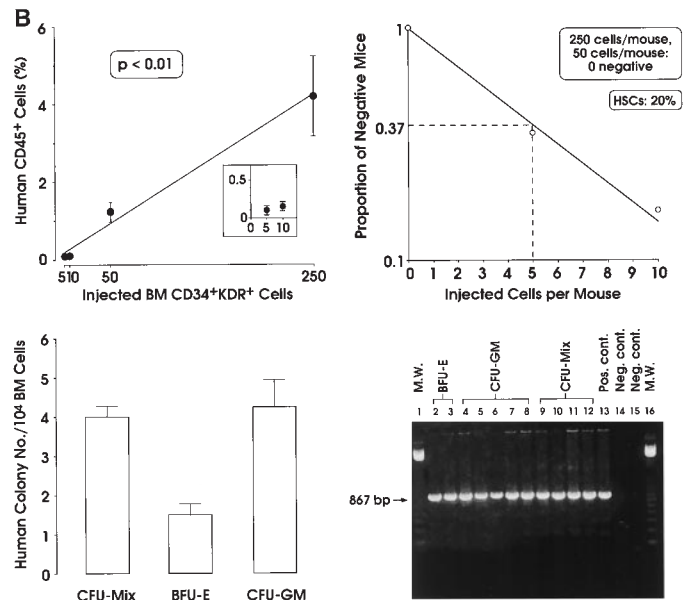 B
Human CD45+ Cells (%)
6
4
2
0
p < 0.01
0.5
0
0 5 10
510 50 250
Injected BM CD34+KDR+ Cells
Proportion of Negative Mice
1
0.37
0.1
250 cells/mouse,
50 cells/mouse:
0 negative
HSCs: 20%
0 1 2 3 4 5 6 7 8 9 10
Injected Cells per Mouse
Human Colony No./10⁴ BM Cells
6
5
4
3
2
1
0
CFU-Mix BFU-E CFU-GM
M.W.
BFU-E
CFU-GM
CFU-Mix
Pos. cont.
Neg. cont.
Neg. cont.
M.W.
1 2 3 4 5 6 7 8 9 10 11 12 13 14 15 16
867 bp→